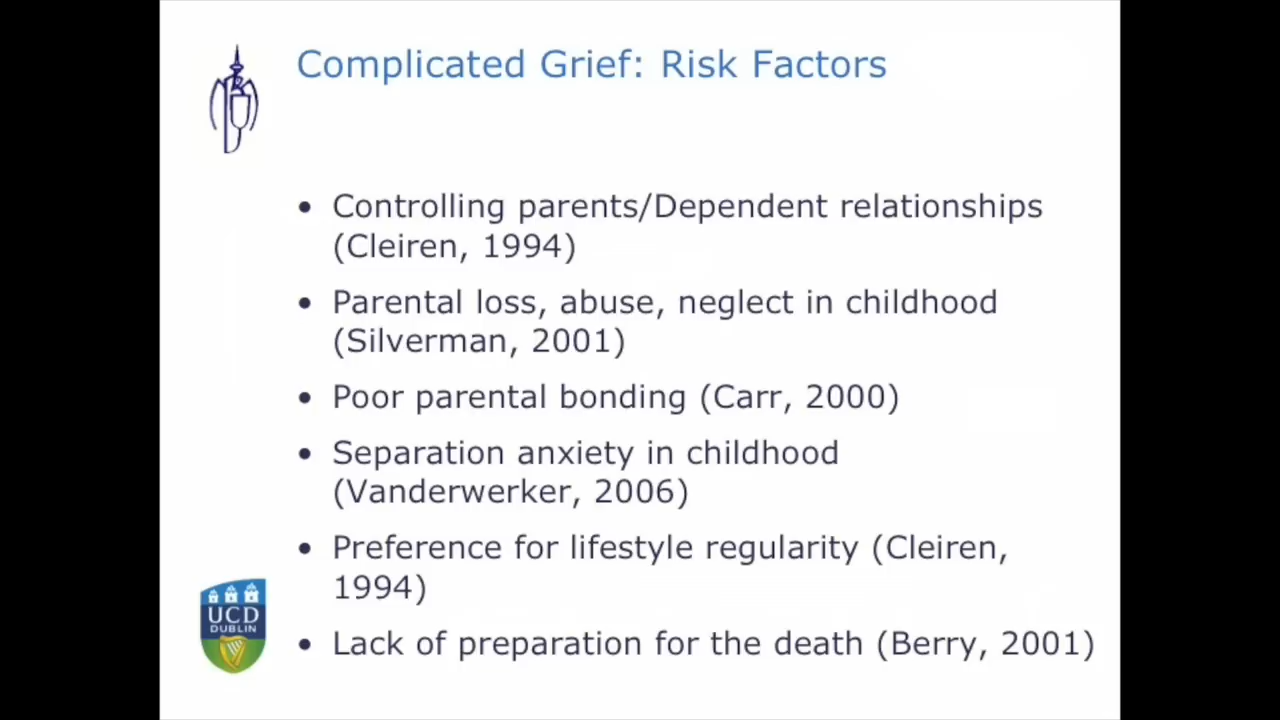 Complicated Grief: Risk Factors
• Controlling parents/Dependent relationships
(Cleiren, 1994)
• Parental loss, abuse, neglect in childhood
(Silverman, 2001)
• Poor parental bonding (Carr, 2000)
• Separation anxiety in childhood
(Vanderwerker, 2006)
• Preference for lifestyle regularity (Cleiren,
1994)
• Lack of preparation for the death (Berry, 2001)
UCD
DUBLIN